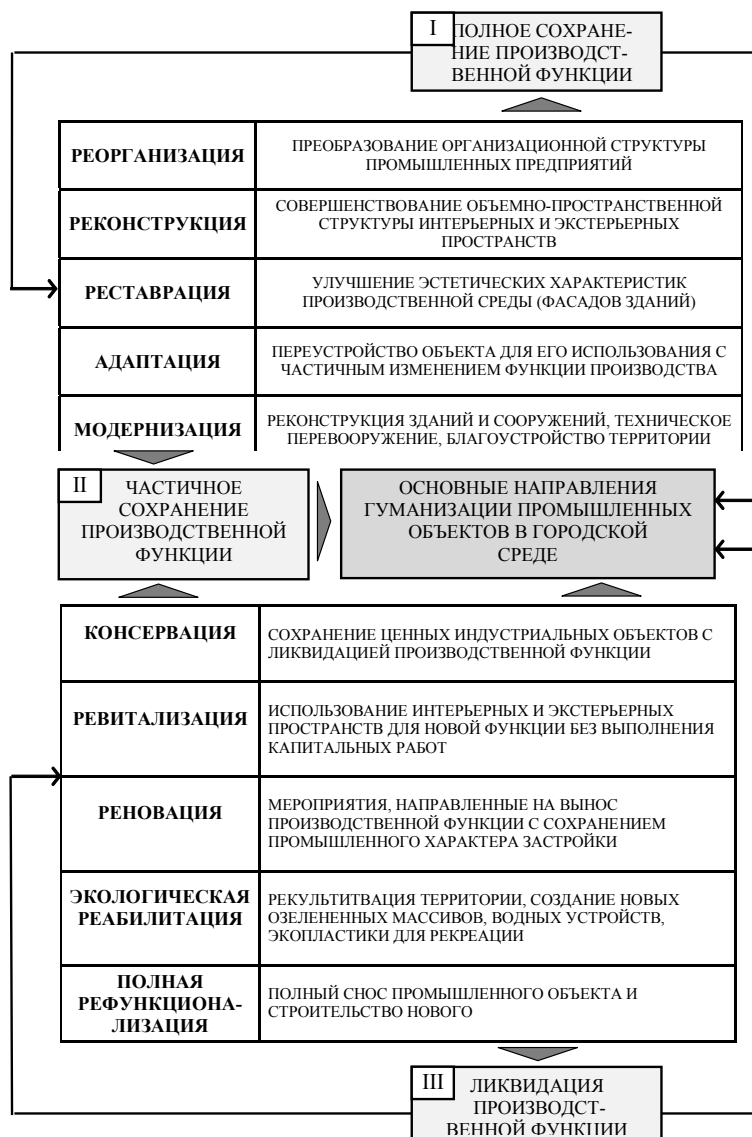 I
ПОЛНОЕ СОХРАНЕ-
НИЕ ПРОИЗВОДСТ-
ВЕННОЙ ФУНКЦИИ
РЕОРГАНИЗАЦИЯ
ПРЕОБРАЗОВАНИЕ ОРГАНИЗАЦИОННОЙ СТРУКТУРЫ
ПРОМЫШЛЕННЫХ ПРЕДПРИЯТИЙ
РЕКОНСТРУКЦИЯ
СОВЕРШЕНСТВОВАНИЕ ОБЪЕМНО-ПРОСТРАНСТВЕННОЙ
СТРУКТУРЫ ИНТЕРЬЕРНЫХ И ЭКСТЕРЬЕРНЫХ
ПРОСТРАНСТВ
РЕСТАВРАЦИЯ
УЛУЧШЕНИЕ ЭСТЕТИЧЕСКИХ ХАРАКТЕРИСТИК
ПРОИЗВОДСТВЕННОЙ СРЕДЫ (ФАСАДОВ ЗДАНИЙ)
АДАПТАЦИЯ
ПЕРЕУСТРОЙСТВО ОБЪЕКТА ДЛЯ ЕГО ИСПОЛЬЗОВАНИЯ С
ЧАСТИЧНЫМ ИЗМЕНЕНИЕМ ФУНКЦИИ ПРОИЗВОДСТВА
МОДЕРНИЗАЦИЯ
РЕКОНСТРУКЦИЯ ЗДАНИЙ И СООРУЖЕНИЙ, ТЕХНИЧЕСКОЕ
ПЕРЕВООРУЖЕНИЕ, БЛАГОУСТРОЙСТВО ТЕРРИТОРИИ
II
ЧАСТИЧНОЕ
СОХРАНЕНИЕ
ПРОИЗВОДСТВЕННОЙ
ФУНКЦИИ
ОСНОВНЫЕ НАПРАВЛЕНИЯ
ГУМАНИЗАЦИИ ПРОМЫШЛЕННЫХ
ОБЪЕКТОВ В ГОРОДСКОЙ
СРЕДЕ
КОНСЕРВАЦИЯ
СОХРАНЕНИЕ ЦЕННЫХ ИНДУСТРИАЛЬНЫХ ОБЪЕКТОВ С
ЛИКВИДАЦИЕЙ ПРОИЗВОДСТВЕННОЙ ФУНКЦИИ
РЕВИТАЛИЗАЦИЯ
ИСПОЛЬЗОВАНИЕ ИНТЕРЬЕРНЫХ И ЭКСТЕРЬЕРНЫХ
ПРОСТРАНСТВ ДЛЯ НОВОЙ ФУНКЦИИ БЕЗ ВЫПОЛНЕНИЯ
КАПИТАЛЬНЫХ РАБОТ
РЕНОВАЦИЯ
МЕРОПРИЯТИЯ, НАПРАВЛЕННЫЕ НА ВЫНОС
ПРОИЗВОДСТВЕННОЙ ФУНКЦИИ С СОХРАНЕНИЕМ
ПРОМЫШЛЕННОГО ХАРАКТЕРА ЗАСТРОЙКИ
ЭКОЛОГИЧЕСКАЯ
РЕАБИЛИТАЦИЯ
РЕКУЛЬТИТВАЦИЯ ТЕРРИТОРИИ, СОЗДАНИЕ НОВЫХ
ОЗЕЛЕНЕННЫХ МАССИВОВ, ВОДНЫХ УСТРОЙСТВ,
ЭКОПЛАСТИКИ ДЛЯ РЕКРЕАЦИИ
ПОЛНАЯ
РЕФУНКЦИОНА-
ЛИЗАЦИЯ
ПОЛНЫЙ СНОС ПРОМЫШЛЕННОГО ОБЪЕКТА И
СТРОИТЕЛЬСТВО НОВОГО
III
ЛИКВИДАЦИЯ
ПРОИЗВОДСТ-
ВЕННОЙ ФУНКЦИИ